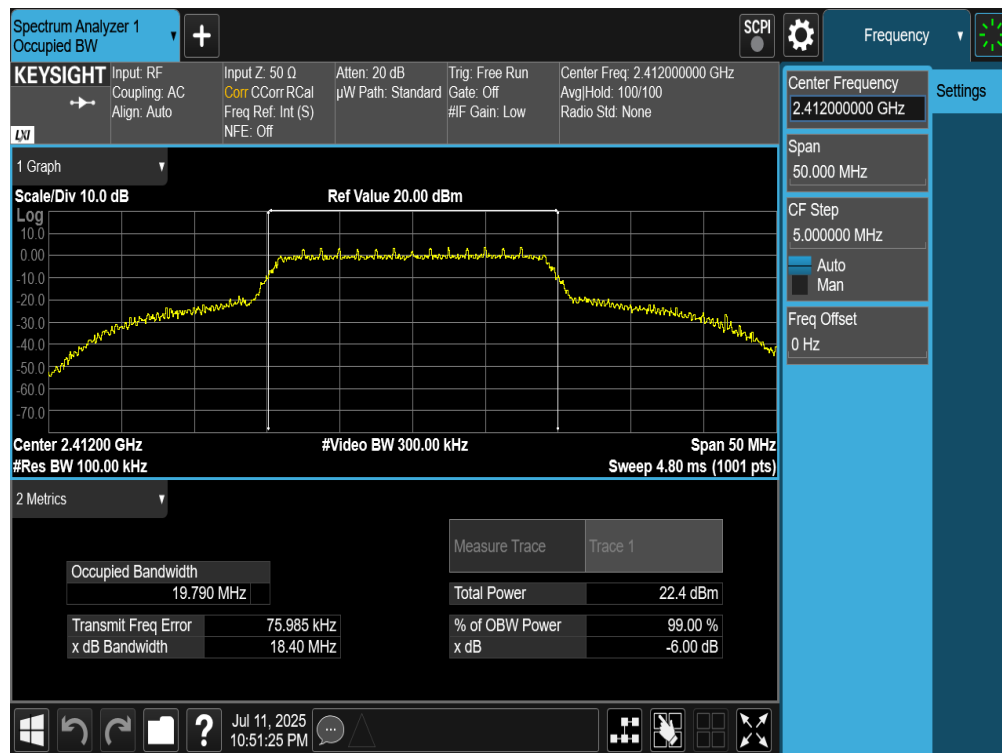 Spectrum Analyzer 1
Occupied BW
+
SCPI
Frequency
KEYSIGHT
LXI
Input: RF
Coupling: AC
Align: Auto
Input Z: 50 Ω
Corr CCorr RCal
Freq Ref: Int (S)
NFE: Off
Atten: 20 dB
µW Path: Standard
Trig: Free Run
Gate: Off
#IF Gain: Low
Center Freq: 2.412000000 GHz
Avg|Hold: 100/100
Radio Std: None
Center Frequency
2.412000000 GHz
Settings
Span
50.000 MHz
CF Step
5.000000 MHz
Auto
Man
Freq Offset
0 Hz
1 Graph
Scale/Div 10.0 dB
Ref Value 20.00 dBm
Log
10.0
0.00
-10.0
-20.0
-30.0
-40.0
-50.0
-60.0
-70.0
Center 2.41200 GHz
#Video BW 300.00 kHz
Span 50 MHz
#Res BW 100.00 kHz
Sweep 4.80 ms (1001 pts)
2 Metrics
Measure Trace
Trace 1
Occupied Bandwidth
19.790 MHz
Total Power
22.4 dBm
Transmit Freq Error
75.985 kHz
% of OBW Power
99.00 %
x dB Bandwidth
18.40 MHz
x dB
-6.00 dB
?
Jul 11, 2025
10:51:25 PM